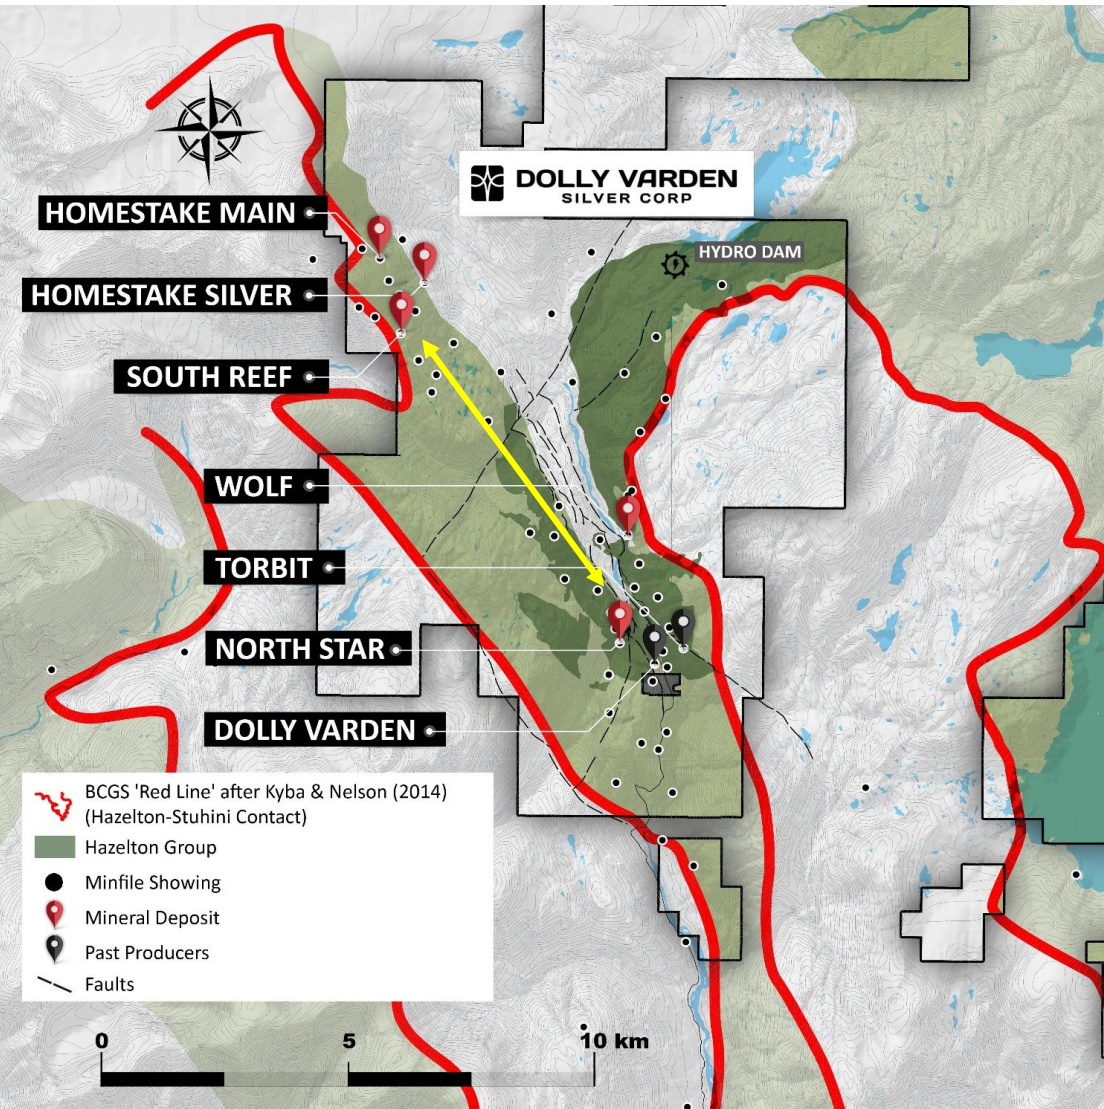 DOLLY VARDEN
SILVER CORP
HOMESTAKE MAIN
HYDRO DAM
HOMESTAKE SILVER
SOUTH REEF
WOLF
TORBIT
NORTH STAR
DOLLY VARDEN
BCGS 'Red Line' after Kyba & Nelson (2014)
(Hazelton-Stuhini Contact)
Hazelton Group
Minfile Showing
Mineral Deposit
Past Producers
Faults
0 5 10 km